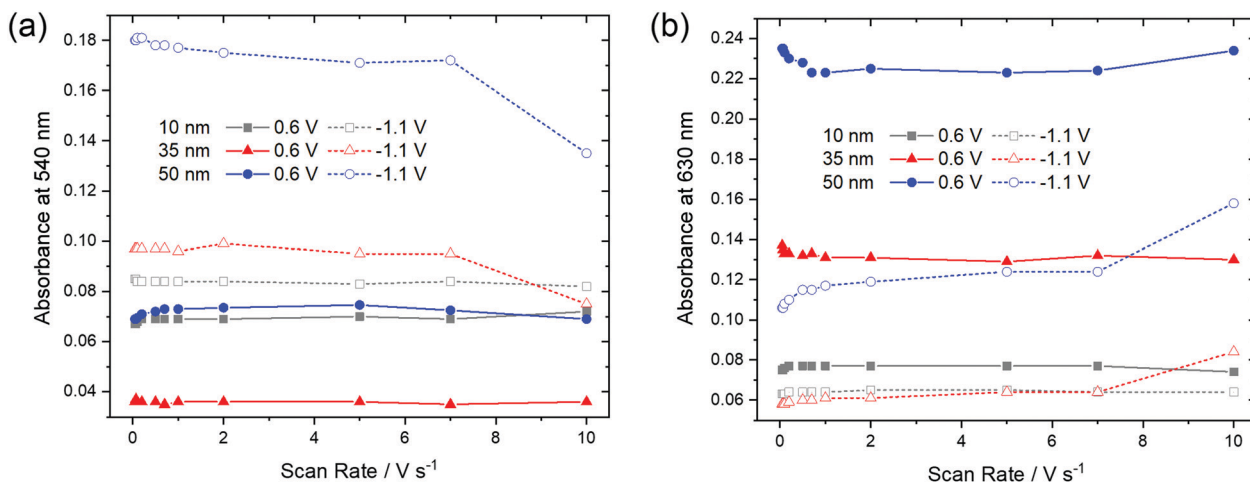 (a)
Absorbance at 540 nm
0.18
0.16
0.14
0.12
0.10
0.08
0.06
0.04
10 nm 0.6 V -1.1 V
35 nm 0.6 V -1.1 V
50 nm 0.6 V -1.1 V
0 2 4 6 8 10
Scan Rate / V s⁻¹
(b)
Absorbance at 630 nm
0.24
0.22
0.20
0.18
0.16
0.14
0.12
0.10
0.08
0.06
10 nm 0.6 V -1.1 V
35 nm 0.6 V -1.1 V
50 nm 0.6 V -1.1 V
0 2 4 6 8 10
Scan Rate / V s⁻¹